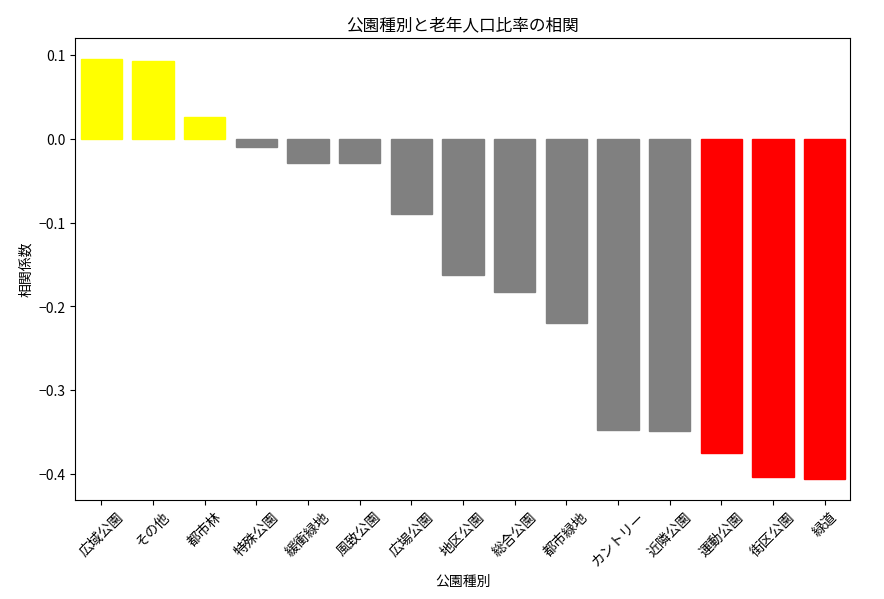 公園種別と老年人口比率の相関
相関係数
0.1
0.0
−0.1
−0.2
−0.3
−0.4
広域公園
その他
都市林
特殊公園
緩衝緑地
風致公園
広場公園
地区公園
総合公園
都市緑地
カントリー
近隣公園
運動公園
街区公園
緑道
公園種別